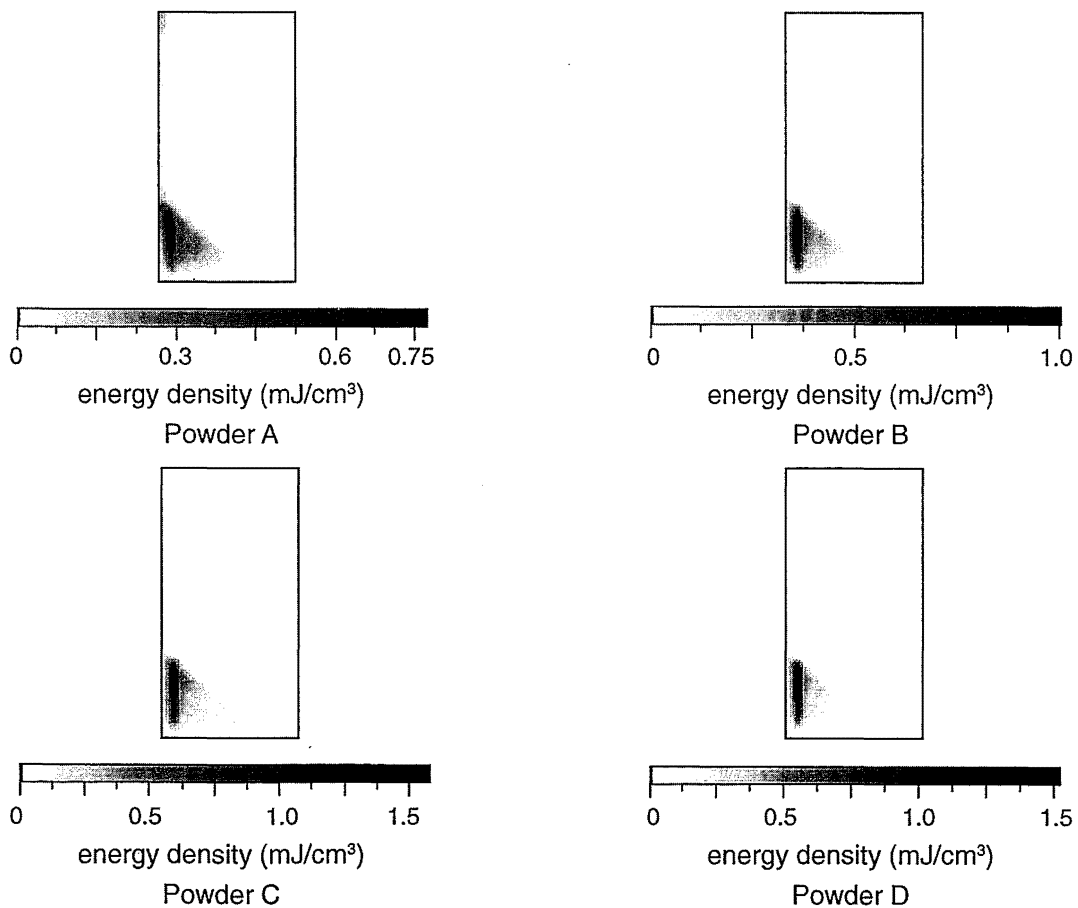 0 0.3 0.6 0.75
energy density (mJ/cm³)
Powder A
0 0.5 1.0
energy density (mJ/cm³)
Powder B
0 0.5 1.0 1.5
energy density (mJ/cm³)
Powder C
0 0.5 1.0 1.5
energy density (mJ/cm³)
Powder D